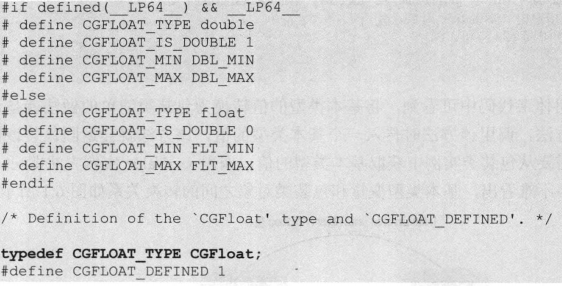 #if defined(__LP64__) && __LP64__
# define CGFLOAT_TYPE double
# define CGFLOAT_IS_DOUBLE 1
# define CGFLOAT_MIN DBL_MIN
# define CGFLOAT_MAX DBL_MAX
#else
# define CGFLOAT_TYPE float
# define CGFLOAT_IS_DOUBLE 0
# define CGFLOAT_MIN FLT_MIN
# define CGFLOAT_MAX FLT_MAX
#endif
/* Definition of the `CGFloat' type and `CGFLOAT_DEFINED'. */
typedef CGFLOAT_TYPE CGFloat;
#define CGFLOAT_DEFINED 1